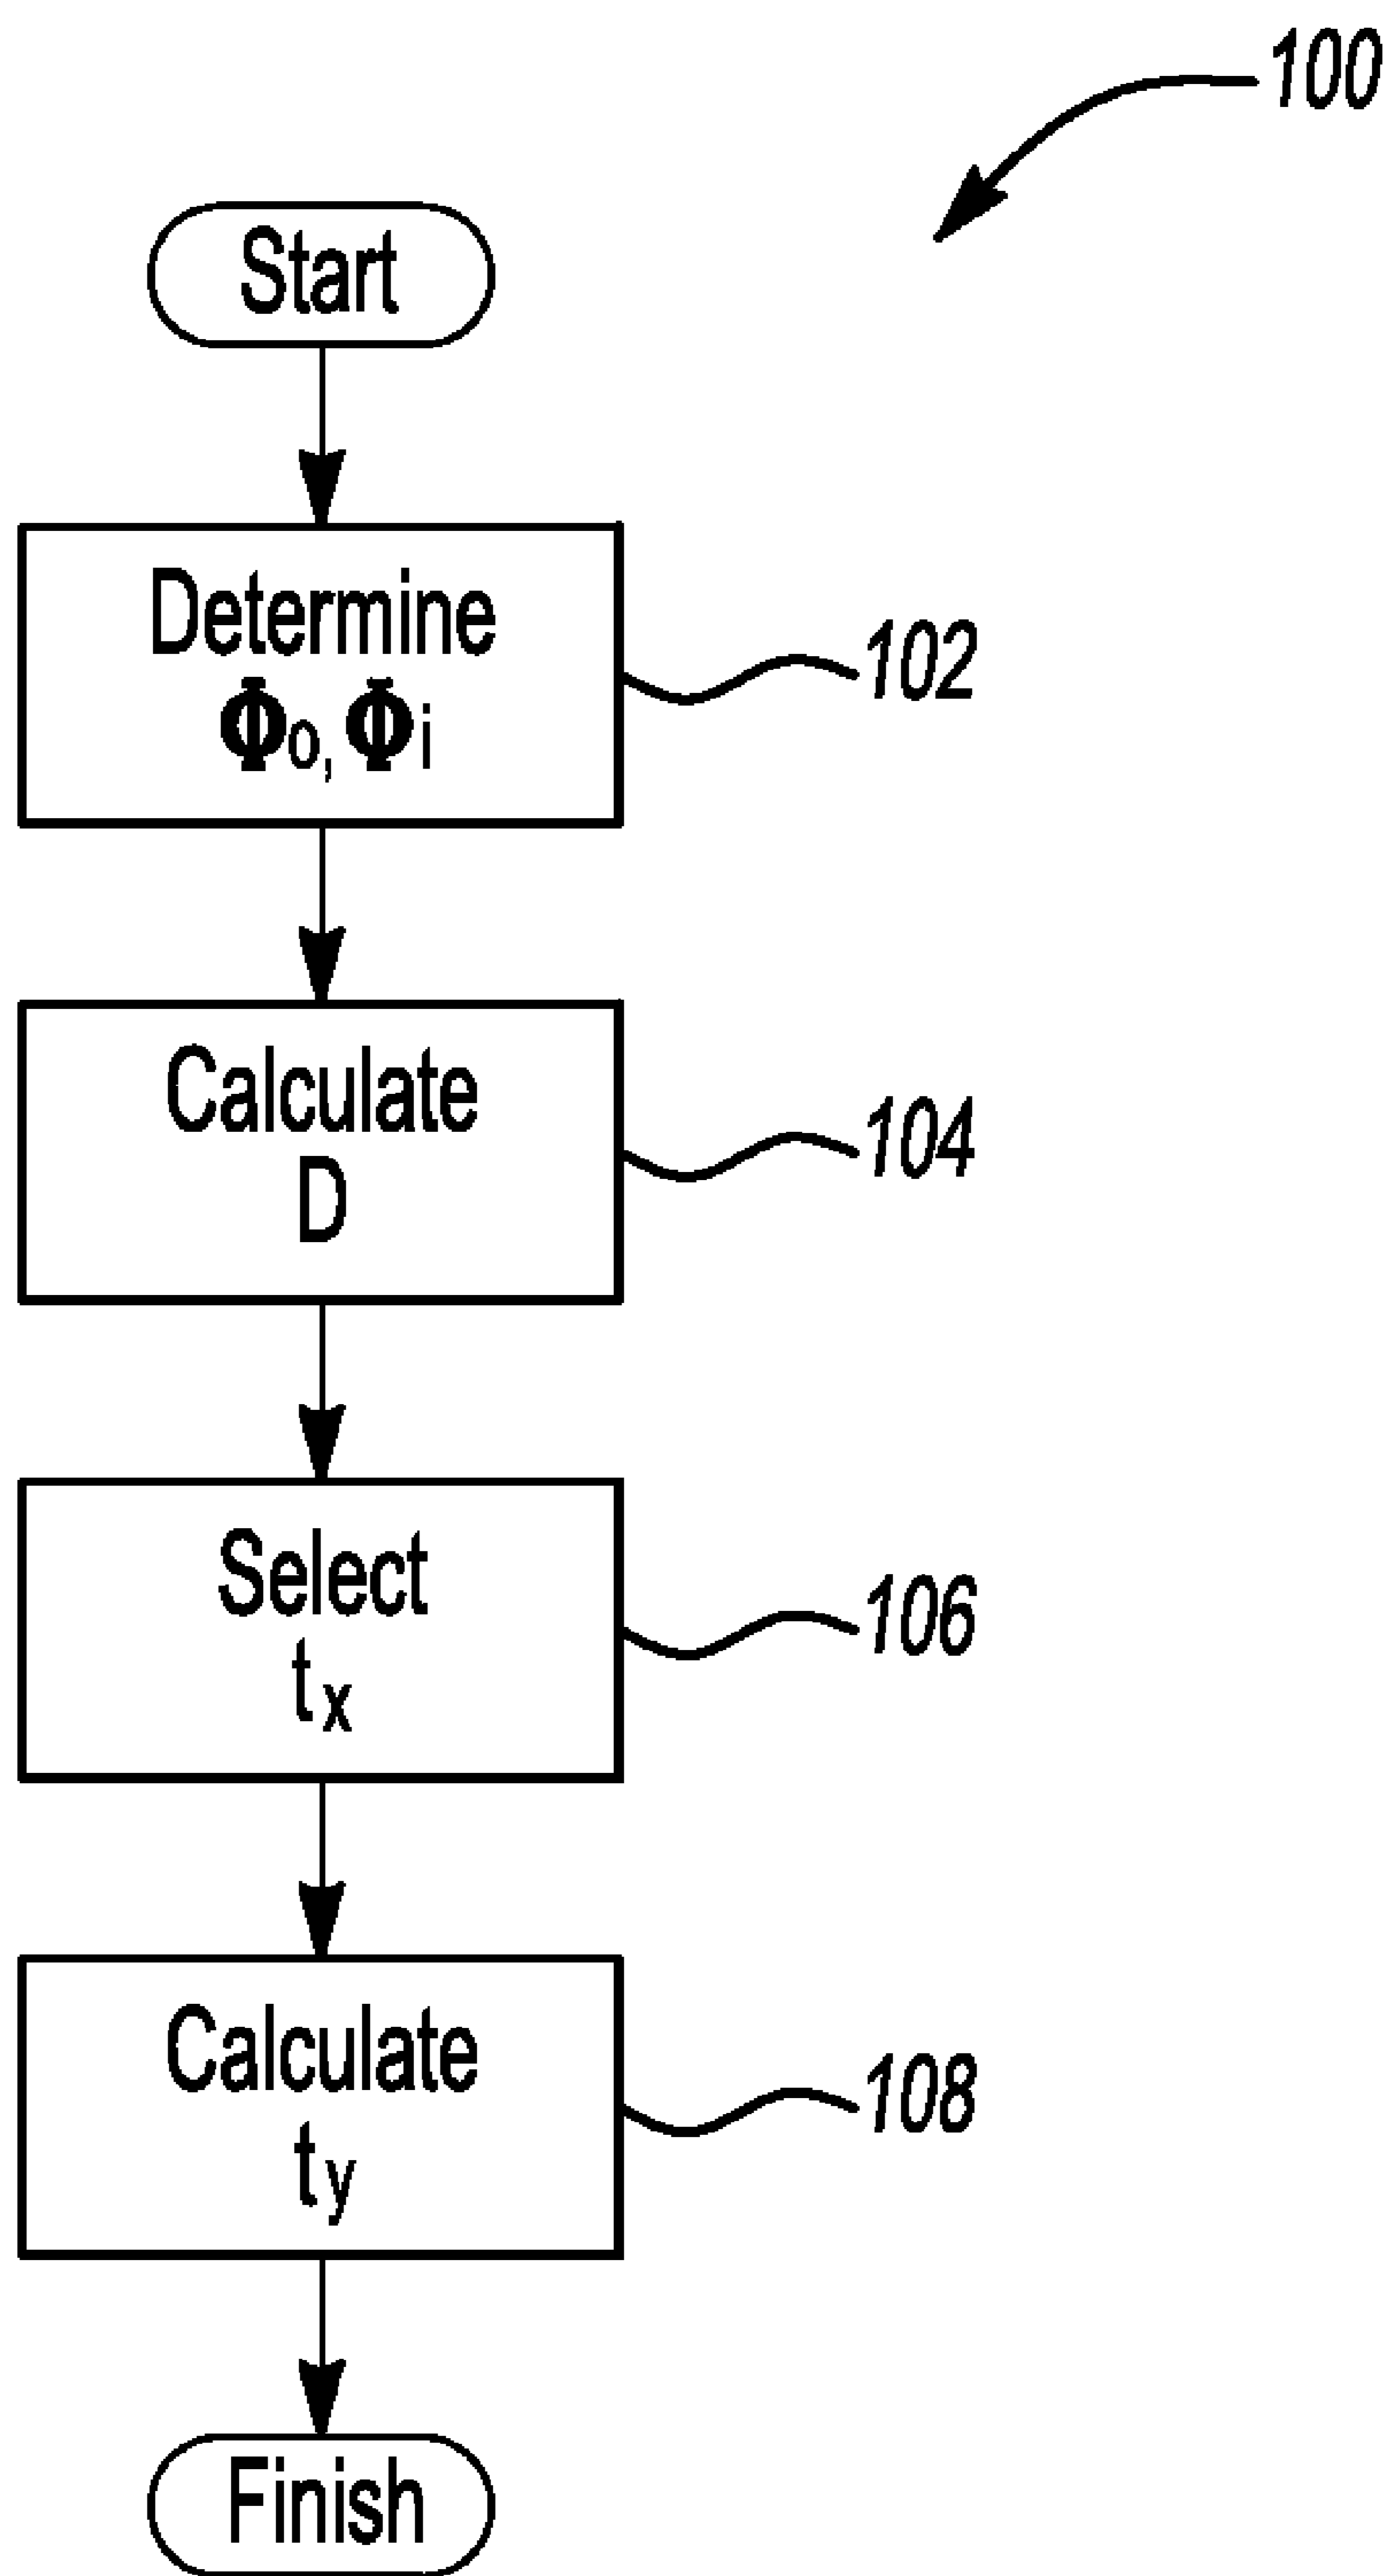 100
Start
Determine
Φo, Φi
102
Calculate
D
104
Select
tx
106
Calculate
ty
108
Finish